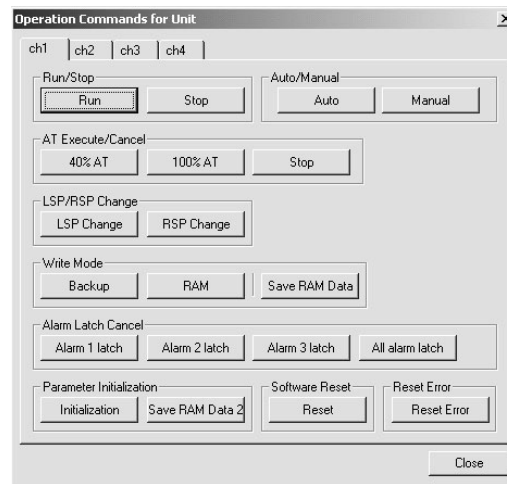 Operation Commands for Unit
ch1 ch2 ch3 ch4
Run/Stop Auto/Manual
Run Stop Auto Manual
AT Execute/Cancel
40% AT 100% AT Stop
LSP/RSP Change
LSP Change RSP Change
Write Mode
Backup RAM Save RAM Data
Alarm Latch Cancel
Alarm 1 latch Alarm 2 latch Alarm 3 latch All alarm latch
Parameter Initialization Software Reset Reset Error
Initialization Save RAM Data 2 Reset Reset Error
Close